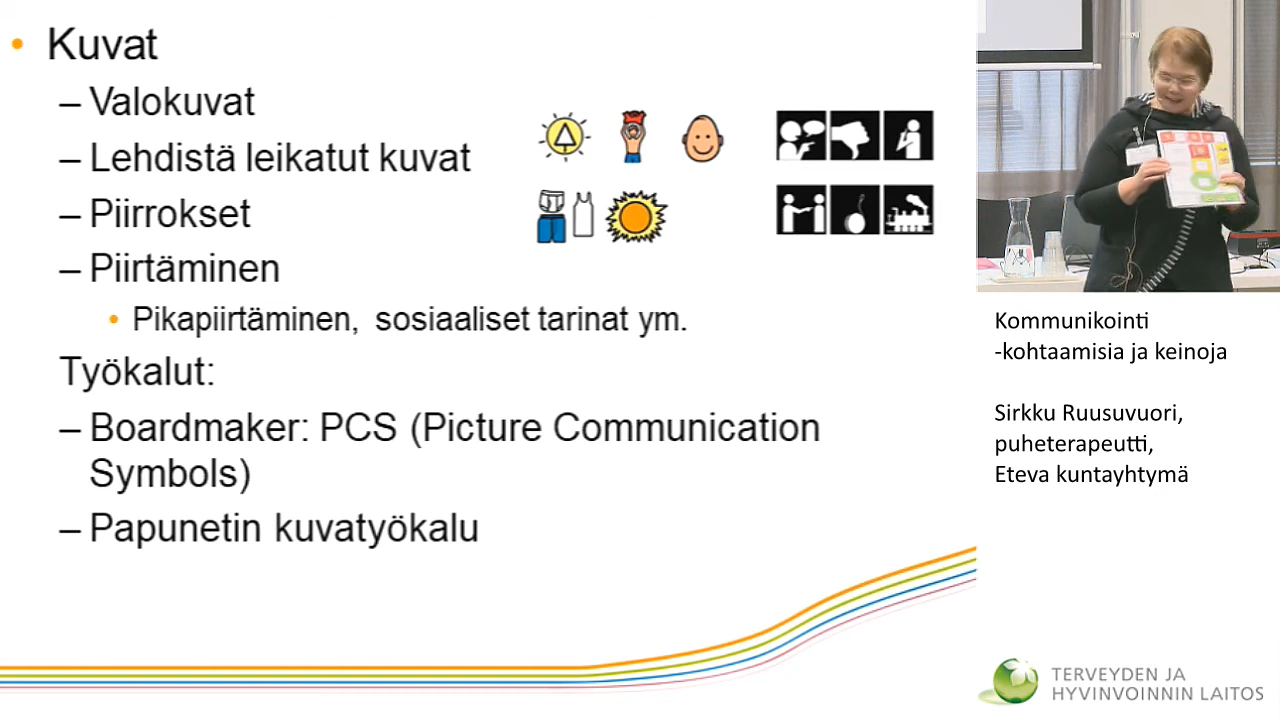 • Kuvat
– Valokuvat
– Lehdistä leikatut kuvat
– Piirrokset
– Piirtäminen
• Pikapiirtäminen, sosiaaliset tarinat ym.
Työkalut:
– Boardmaker: PCS (Picture Communication
Symbols)
– Papunetin kuvatyökalu
Kommunikointi
-kohtaamisia ja keinoja
Sirkku Ruusuvuori,
puheterapeutti,
Eteva kuntayhtymä
TERVEYDEN JA
HYVINVOINNIN LAITOS